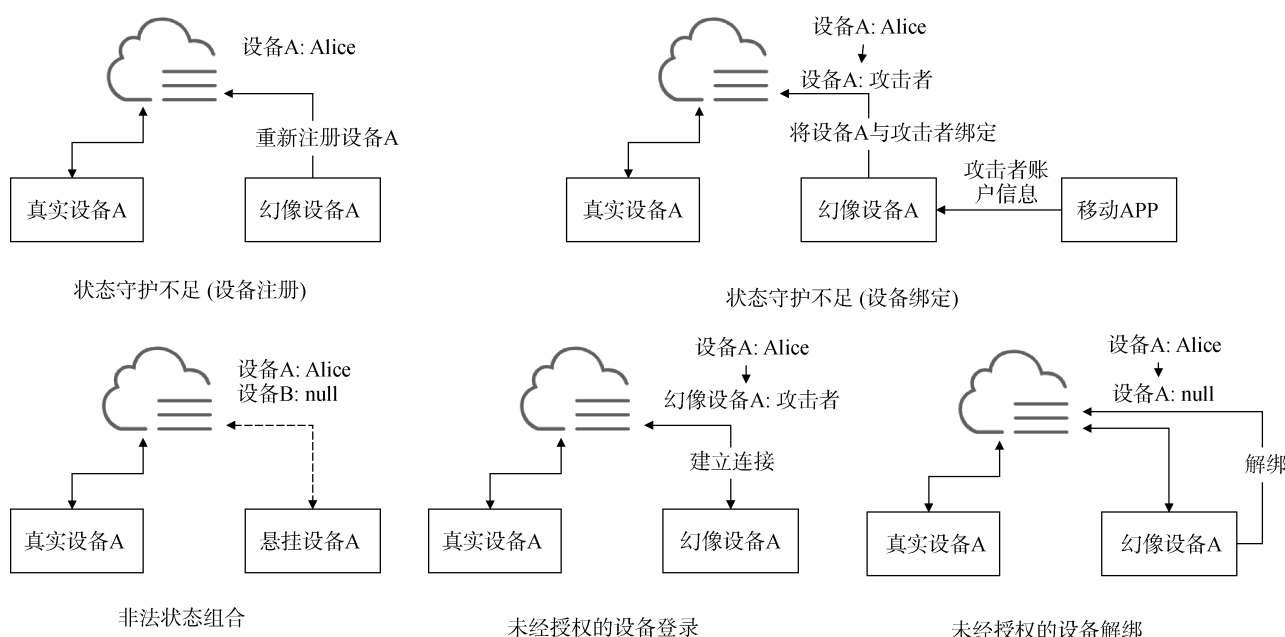 设备A: Alice
重新注册设备A
真实设备A
幻像设备A
状态守护不足 (设备注册)
设备A: Alice
设备A: 攻击者
将设备A与攻击者绑定
攻击者账
户信息
真实设备A
幻像设备A
移动APP
状态守护不足 (设备绑定)
设备A: Alice
设备B: null
真实设备A
悬挂设备A
非法状态组合
设备A: Alice
幻像设备A: 攻击者
建立连接
真实设备A
幻像设备A
未经授权的设备登录
设备A: Alice
设备A: null
解绑
真实设备A
幻像设备A
未经授权的设备解绑